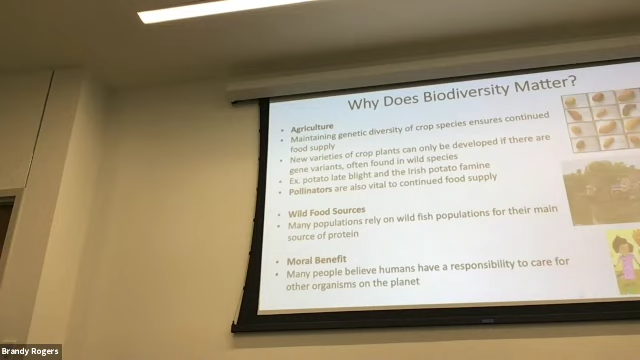 Why Does Biodiversity Matter?
• Agriculture
• Maintaining genetic diversity of crop species ensures continued
food supply
• New varieties of crop plants can only be developed if there are
gene variants, often found in wild species
• Ex. potato late blight and the Irish potato famine
• Pollinators are also vital to continued food supply
• Wild Food Sources
• Many populations rely on wild fish populations for their main
source of protein
• Moral Benefit
• Many people believe humans have a responsibility to care for
other organisms on the planet
Brandy Rogers